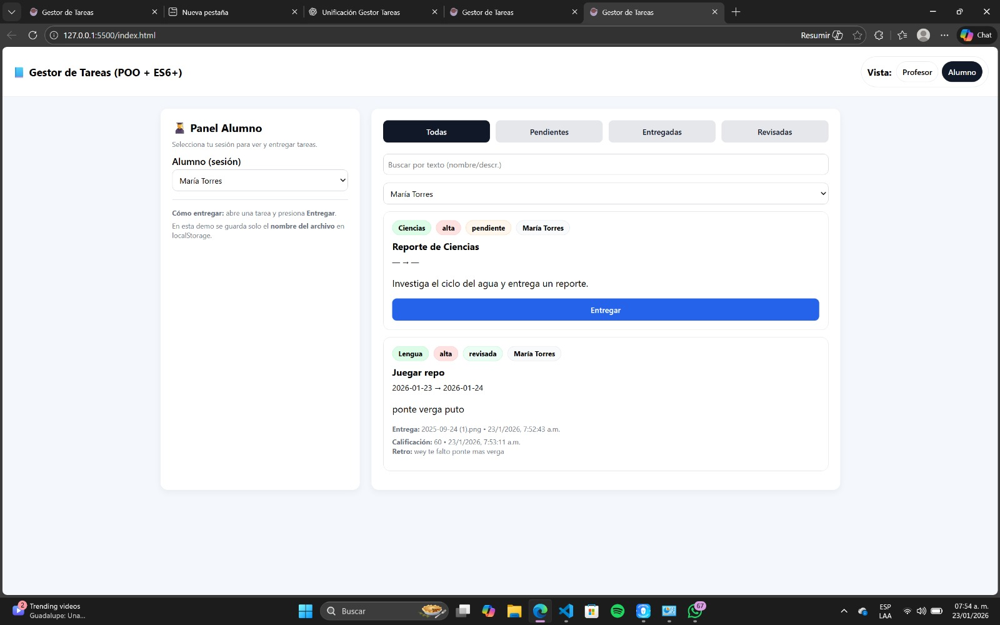 Gestor de Tareas
Nueva pestaña
Unificación Gestor Tareas
Gestor de Tareas
Gestor de Tareas
127.0.0.1:5500/index.html
Resumir
Chat
Gestor de Tareas (POO + ES6+)
Vista: Profesor Alumno
Panel Alumno
Selecciona tu sesión para ver y entregar tareas.
Alumno (sesión)
María Torres
Cómo entregar: abre una tarea y presiona Entregar.
En esta demo se guarda solo el nombre del archivo en
localStorage.
Todas Pendientes Entregadas Revisadas
Buscar por texto (nombre/descr.)
María Torres
Ciencias alta pendiente María Torres
Reporte de Ciencias
— → —
Investiga el ciclo del agua y entrega un reporte.
Entregar
Lengua alta revisada María Torres
Juegar repo
2026-01-23 → 2026-01-24
ponte verga puto
Entrega: 2025-09-24 (1).png • 23/1/2026, 7:52:43 a.m.
Calificación: 60 • 23/1/2026, 7:53:11 a.m.
Retro: wey te falto ponte mas verga
2
Trending videos
Guadalupe: Una...
Buscar
67
ESP
LAA
07:54 a. m.
23/01/2026